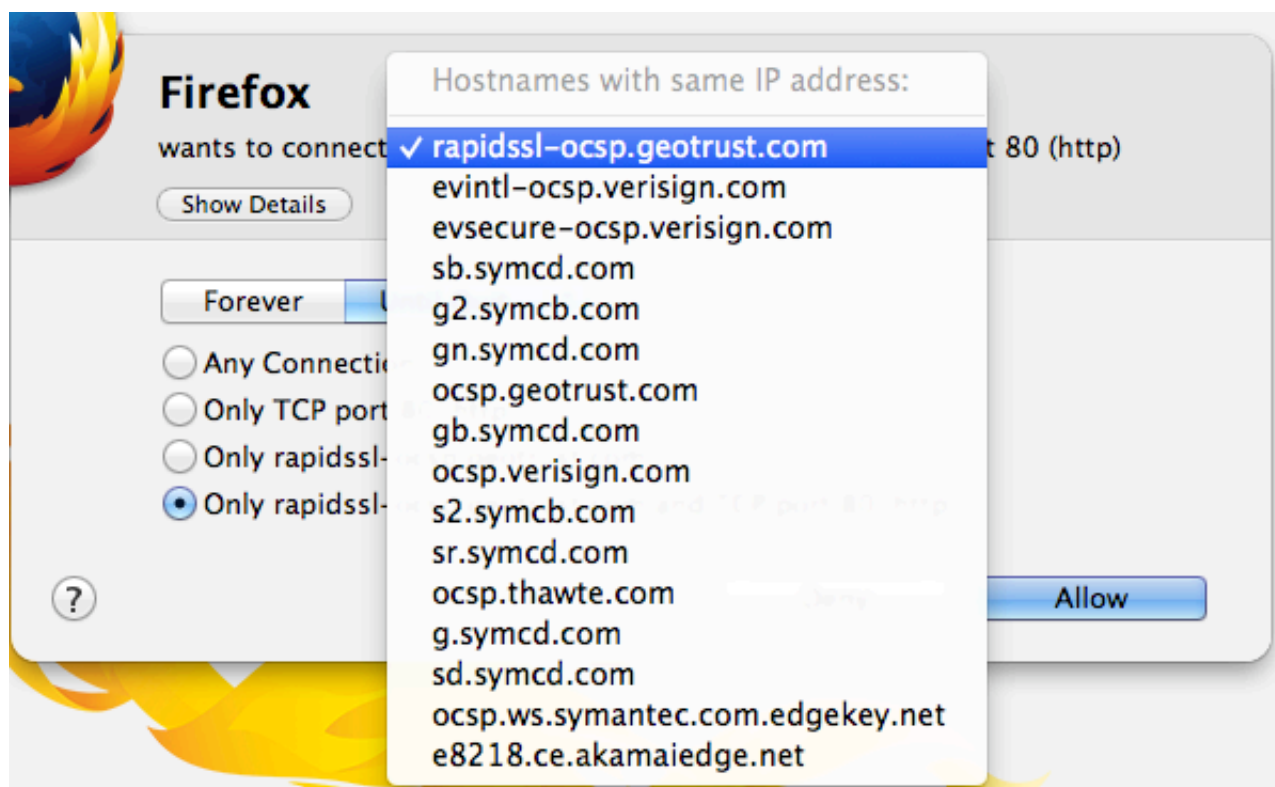 Firefox
wants to connect
t 80 (http)
Show Details
Forever
Any Connectio
Only TCP port
Only rapidssl-
Only rapidssl-
?
Allow
Hostnames with same IP address:
✓ rapidssl-ocsp.geotrust.com
evintl-ocsp.verisign.com
evsecure-ocsp.verisign.com
sb.symcd.com
g2.symcb.com
gn.symcd.com
ocsp.geotrust.com
gb.symcd.com
ocsp.verisign.com
s2.symcb.com
sr.symcd.com
ocsp.thawte.com
g.symcd.com
sd.symcd.com
ocsp.ws.symantec.com.edgekey.net
e8218.ce.akamaiedge.net